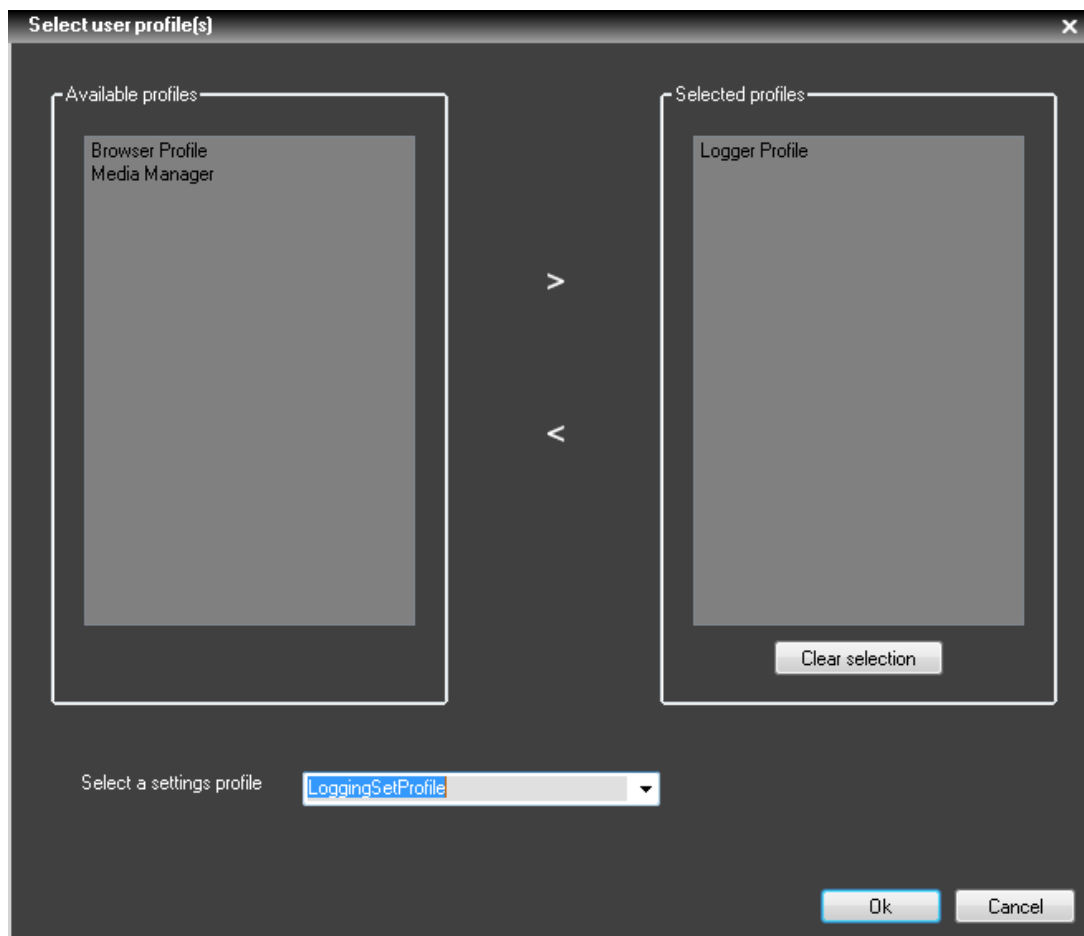 Select user profile(s)
Available profiles
Browser Profile
Media Manager
>
<
Selected profiles
Logger Profile
Clear selection
Select a settings profile
LoggingSetProfile
Ok
Cancel